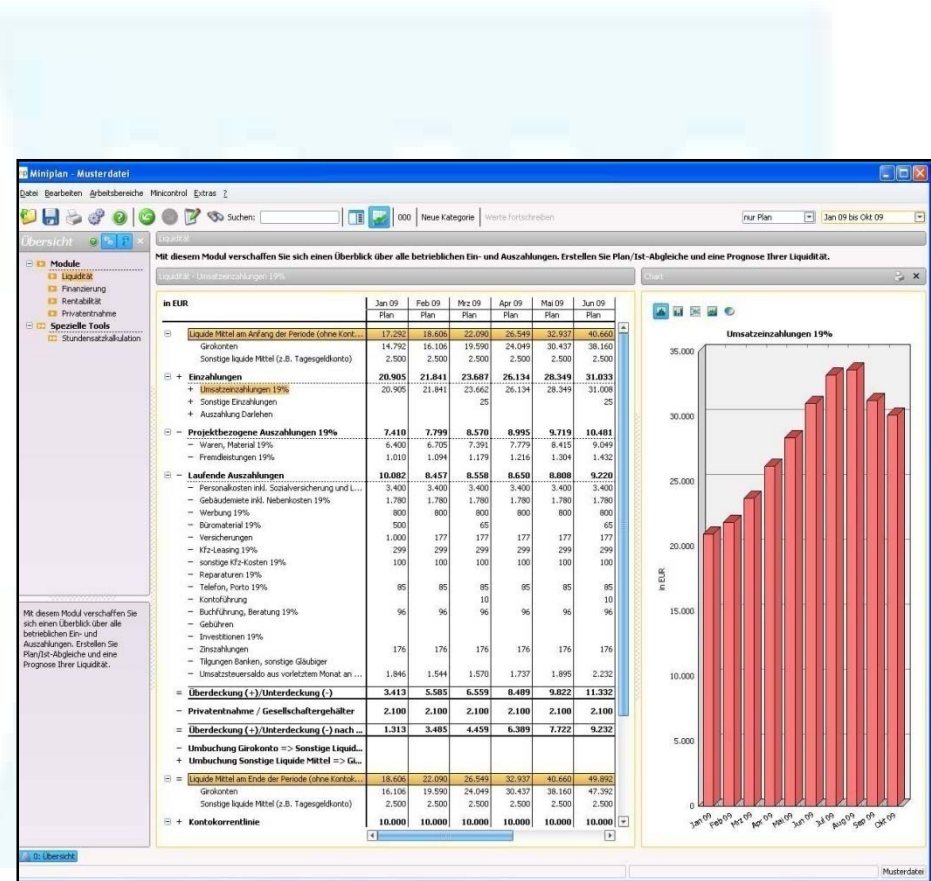 Miniplan - Musterdatei
Datei Bearbeiten Arbeitsbereiche Minicontrol Extras ?
Suchen: 000 Neue Kategorie Werte fortschreiben nur Plan Jan 09 bis Okt 09
Übersicht
Module
Liquidität
Finanzierung
Rentabilität
Privatentnahme
Spezielle Tools
Stundensatzkalkulation
Mit diesem Modul verschaffen Sie
sich einen Überblick über alle
betrieblichen Ein- und
Auszahlungen. Erstellen Sie
Plan/Ist-Abgleiche und eine
Prognose Ihrer Liquidität.
Liquidität
Mit diesem Modul verschaffen Sie sich einen Überblick über alle betrieblichen Ein- und Auszahlungen. Erstellen Sie Plan/Ist-Abgleiche und eine Prognose Ihrer Liquidität.
Liquidität - Umsatzeinzahlungen 19%
in EUR Jan 09 Feb 09 Mrz 09 Apr 09 Mai 09 Jun 09
Plan Plan Plan Plan Plan Plan
Liquide Mittel am Anfang der Periode (ohne Kont... 17.292 18.606 22.090 26.549 32.937 40.660
Girokonten 14.792 16.106 19.590 24.049 30.437 38.160
Sonstige liquide Mittel (z.B. Tagesgeldkonto) 2.500 2.500 2.500 2.500 2.500 2.500
+ Einzahlungen 20.905 21.841 23.687 26.134 28.349 31.033
+ Umsatzeinzahlungen 19% 20.905 21.841 23.662 26.134 28.349 31.008
+ Sonstige Einzahlungen 25 25
+ Auszahlung Darlehen
− Projektbezogene Auszahlungen 19% 7.410 7.799 8.570 8.995 9.719 10.481
− Waren, Material 19% 6.400 6.705 7.391 7.779 8.415 9.049
− Fremdleistungen 19% 1.010 1.094 1.179 1.216 1.304 1.432
− Laufende Auszahlungen 10.082 8.457 8.558 8.650 8.808 9.220
− Personalkosten inkl. Sozialversicherung und L... 3.400 3.400 3.400 3.400 3.400 3.400
− Gebäudemiete inkl. Nebenkosten 19% 1.780 1.780 1.780 1.780 1.780 1.780
− Werbung 19% 800 800 800 800 800 800
− Büromaterial 19% 500 65 65
− Versicherungen 1.000 177 177 177 177 177
− Kfz-Leasing 19% 299 299 299 299 299 299
− sonstige Kfz-Kosten 19% 100 100 100 100 100 100
− Reparaturen 19%
− Telefon, Porto 19% 85 85 85 85 85 85
− Kontoführung 10 10
− Buchführung, Beratung 19% 96 96 96 96 96 96
− Gebühren
− Investitionen 19%
− Zinszahlungen 176 176 176 176 176 176
− Tilgungen Banken, sonstige Gläubiger
− Umsatzsteuersaldo aus vorletztem Monat an ... 1.846 1.544 1.570 1.737 1.895 2.232
= Überdeckung (+)/Unterdeckung (-) 3.413 5.585 6.559 8.489 9.822 11.332
− Privatentnahme / Gesellschaftergehälter 2.100 2.100 2.100 2.100 2.100 2.100
= Überdeckung (+)/Unterdeckung (-) nach ... 1.313 3.485 4.459 6.389 7.722 9.232
− Umbuchung Girokonto => Sonstige Liquid...
+ Umbuchung Sonstige Liquide Mittel => Gi...
= Liquide Mittel am Ende der Periode (ohne Kontok... 18.606 22.090 26.549 32.937 40.660 49.892
Girokonten 16.106 19.590 24.049 30.437 38.160 47.392
Sonstige liquide Mittel (z.B. Tagesgeldkonto) 2.500 2.500 2.500 2.500 2.500 2.500
+ Kontokorrentlinie 10.000 10.000 10.000 10.000 10.000 10.000
Chart
Umsatzeinzahlungen 19%
35.000
30.000
25.000
20.000
15.000
10.000
5.000
0
in EUR
Jan 09 Feb 09 Mrz 09 Apr 09 Mai 09 Jun 09 Jul 09 Aug 09 Sep 09 Okt 09
0: Übersicht
Musterdatei